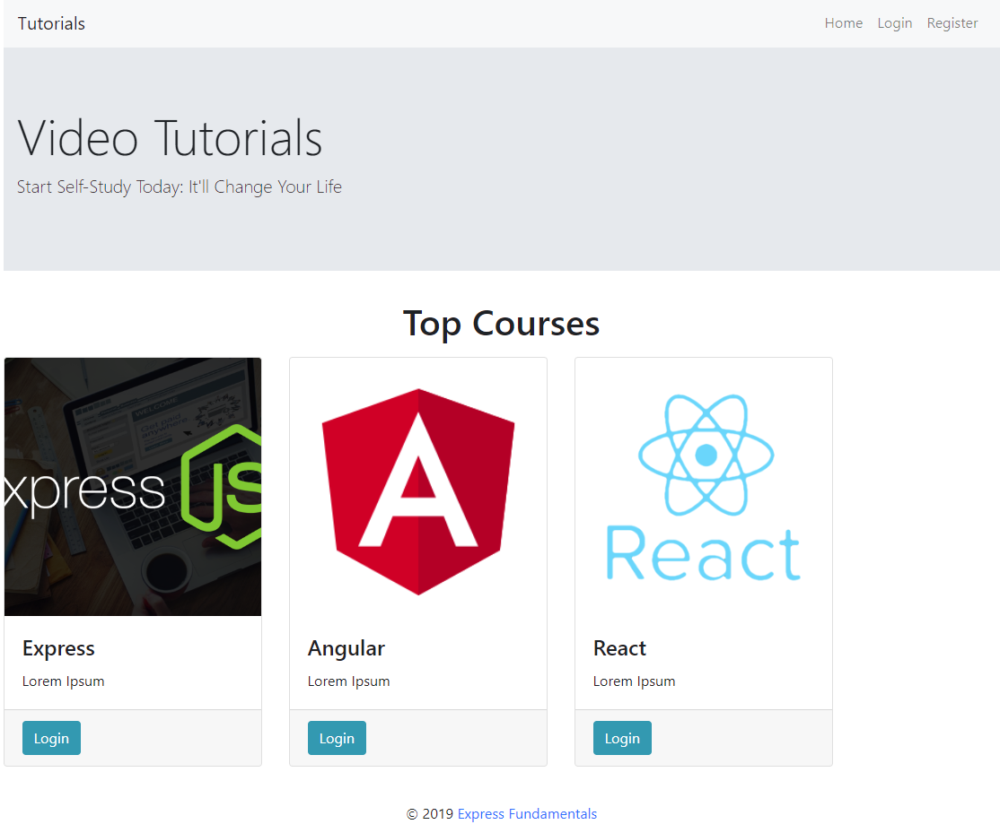 Tutorials
Home Login Register
Video Tutorials
Start Self-Study Today: It'll Change Your Life
Top Courses
xpress JS
React
Express
Lorem Ipsum
Login
Angular
Lorem Ipsum
Login
React
Lorem Ipsum
Login
© 2019 Express Fundamentals